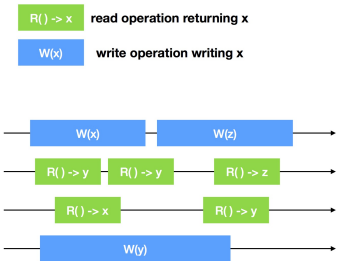 R( ) -> x read operation returning x
W(x) write operation writing x
W(x) W(z)
R( ) -> y R( ) -> y R( ) -> z
R( ) -> x R( ) -> y
W(y)